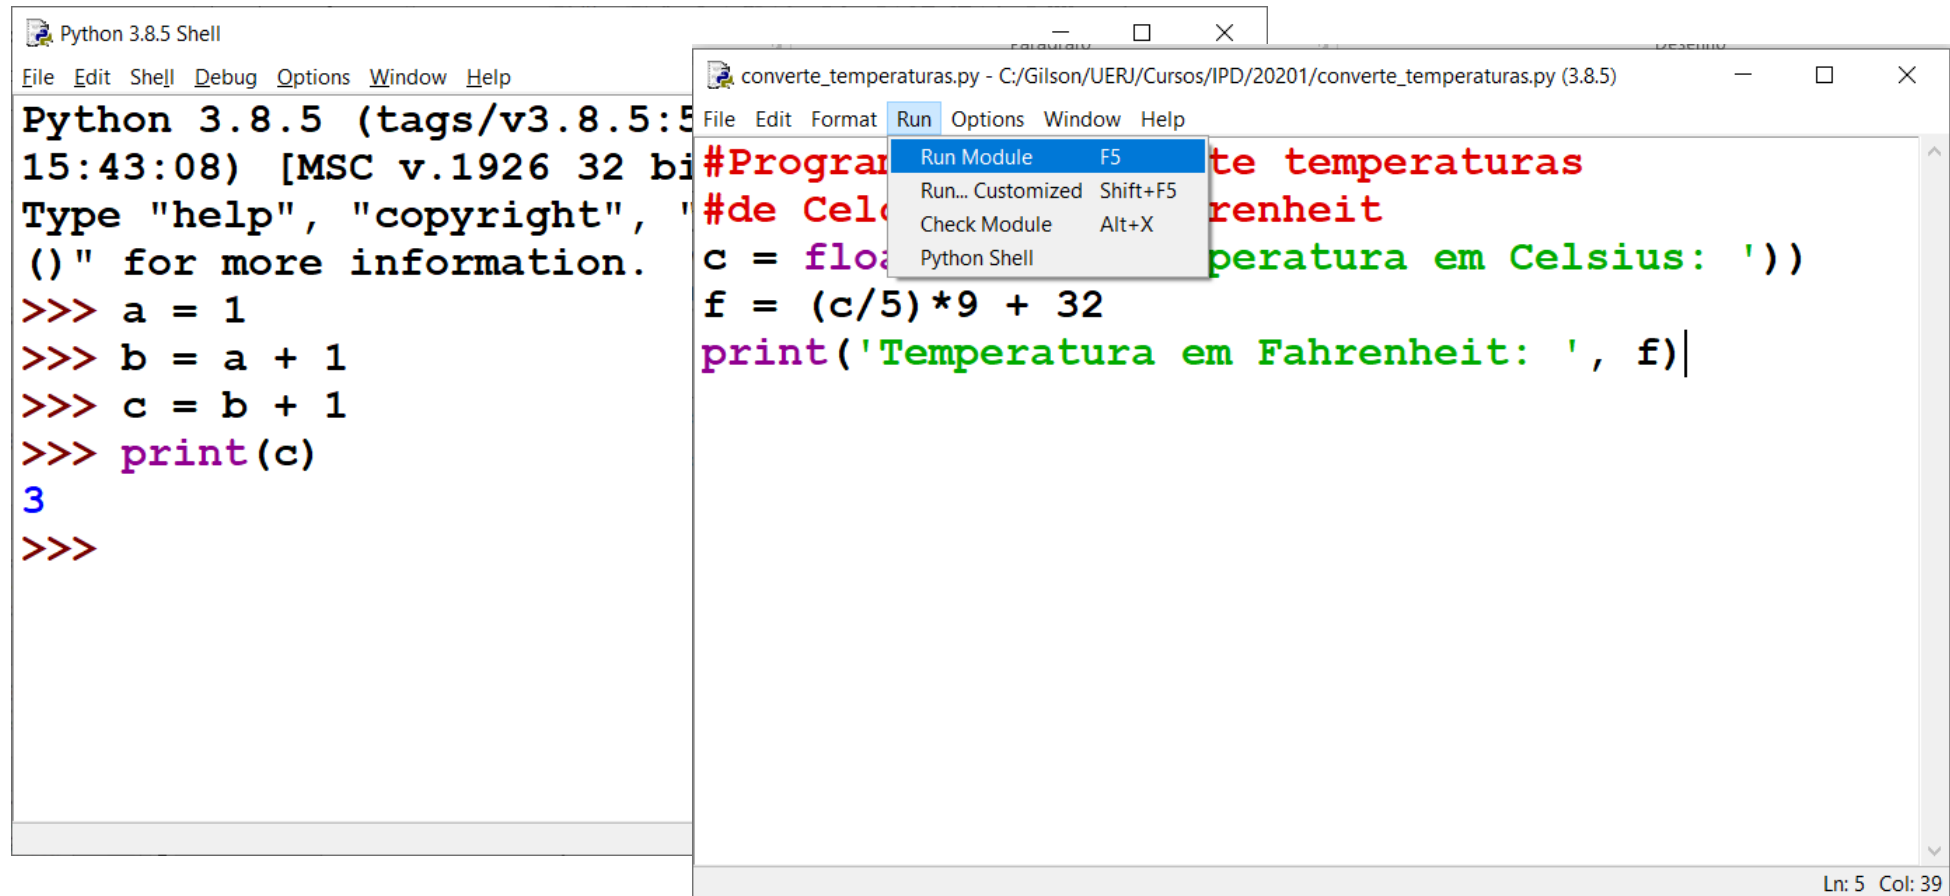 Python 3.8.5 Shell
File Edit Shell Debug Options Window Help
Python 3.8.5 (tags/v3.8.5:5
15:43:08) [MSC v.1926 32 bi
Type "help", "copyright", "
()" for more information.
>>> a = 1
>>> b = a + 1
>>> c = b + 1
>>> print(c)
3
>>>
converte_temperaturas.py - C:/Gilson/UERJ/Cursos/IPD/20201/converte_temperaturas.py (3.8.5)
File Edit Format Run Options Window Help
Run Module F5
Run... Customized Shift+F5
Check Module Alt+X
Python Shell
#Program te temperaturas
#de Celc renheit
c = floa peratura em Celsius: '))
f = (c/5)*9 + 32
print('Temperatura em Fahrenheit: ', f)
Ln: 5 Col: 39